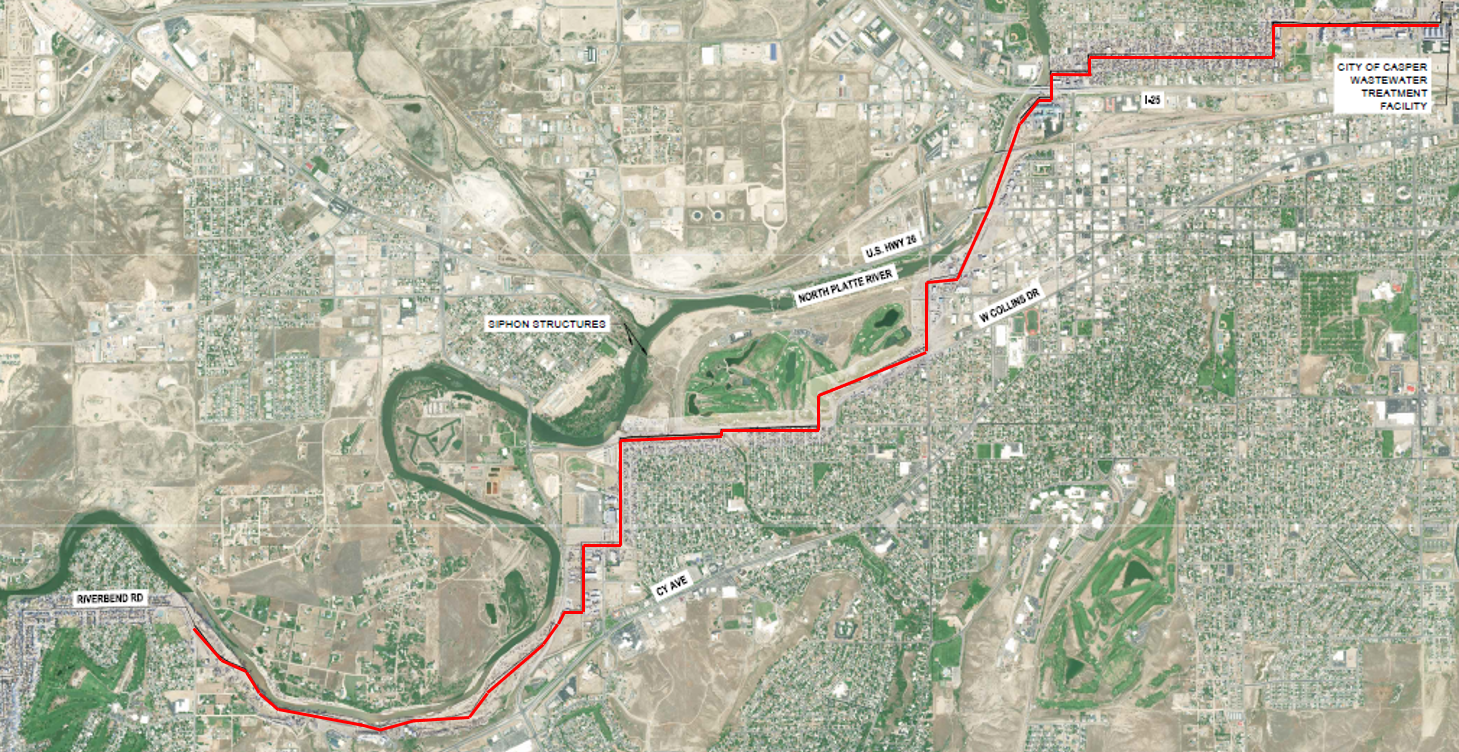 CITY OF CASPER
WASTEWATER
TREATMENT
FACILITY
I-25
U.S. HWY 26
NORTH PLATTE RIVER
W COLLINS DR
SIPHON STRUCTURES
CY AVE
RIVERBEND RD